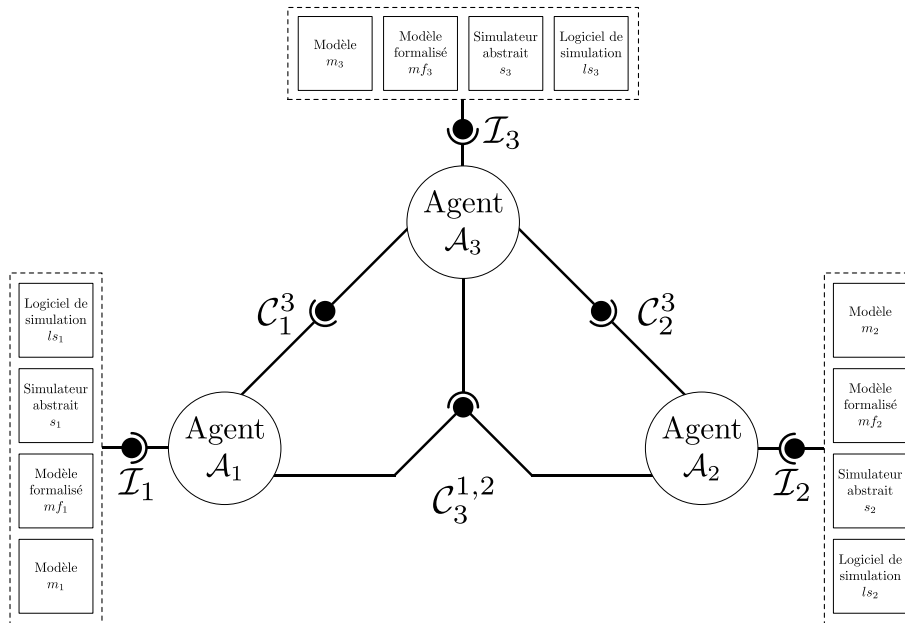 Modèle
m₃
Modèle
formalisé
mf₃
Simulateur
abstrait
s₃
Logiciel de
simulation
ls₃
ℐ₃
Agent
𝒜₃
𝒞₁³
𝒞₂³
Logiciel de
simulation
ls₁
Simulateur
abstrait
s₁
Modèle
formalisé
mf₁
Modèle
m₁
ℐ₁
Agent
𝒜₁
𝒞₃¹,²
Agent
𝒜₂
ℐ₂
Modèle
m₂
Modèle
formalisé
mf₂
Simulateur
abstrait
s₂
Logiciel de
simulation
ls₂